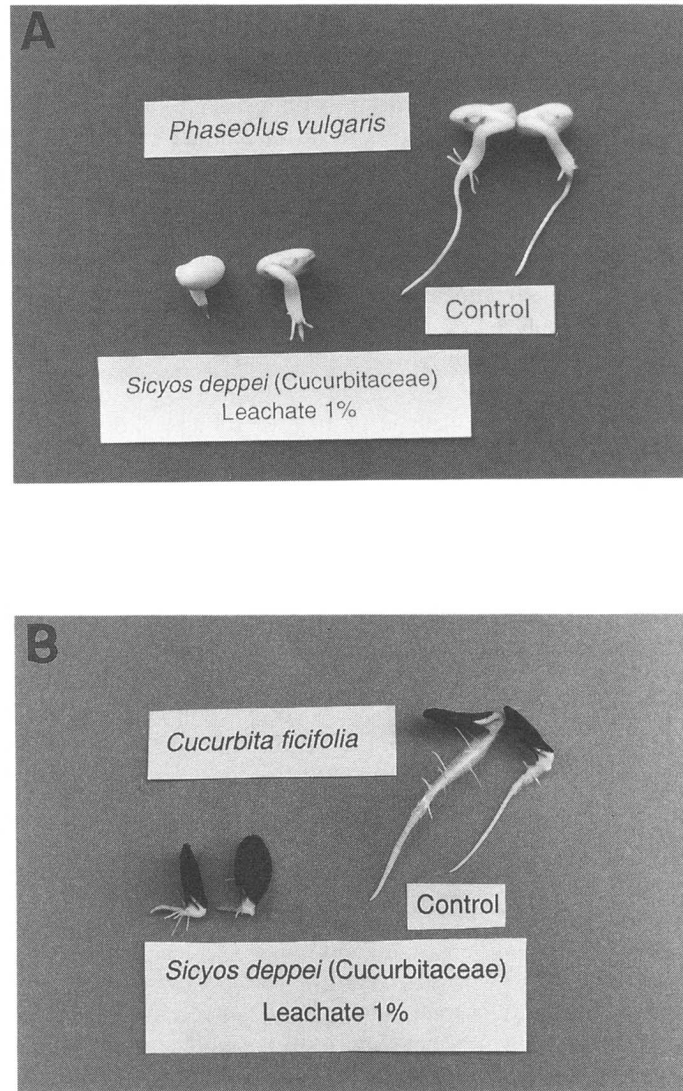 A
Phaseolus vulgaris
Control
Sicyos deppei (Cucurbitaceae)
Leachate 1%
B
Cucurbita ficifolia
Control
Sicyos deppei (Cucurbitaceae)
Leachate 1%